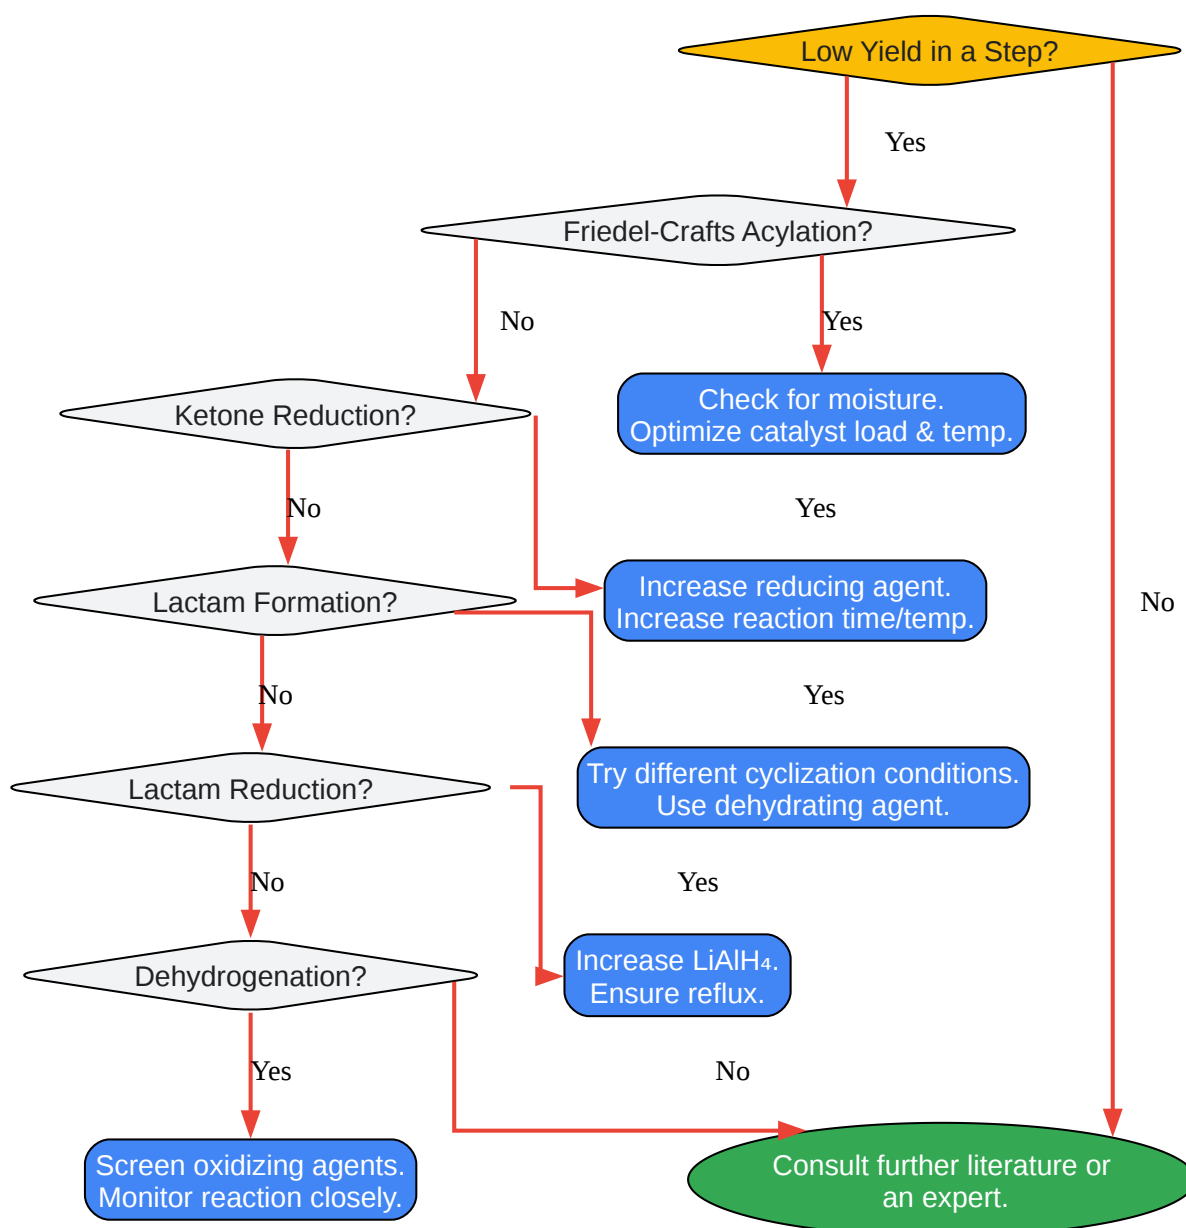 Low Yield in a Step?
Yes
Friedel-Crafts Acylation?
No
Yes
Ketone Reduction?
Check for moisture.
Optimize catalyst load & temp.
No
Yes
Lactam Formation?
Increase reducing agent.
Increase reaction time/temp.
No
No
Yes
Lactam Reduction?
Try different cyclization conditions.
Use dehydrating agent.
No
Yes
Dehydrogenation?
Increase LiAlH₄.
Ensure reflux.
Yes
No
Screen oxidizing agents.
Monitor reaction closely.
Consult further literature or
an expert.